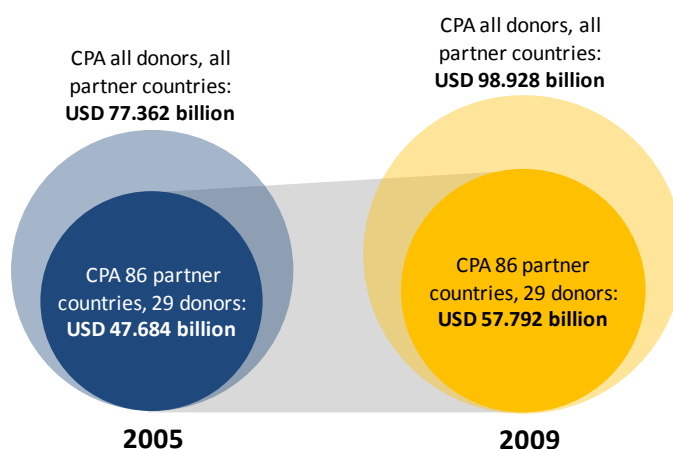 CPA all donors, all
partner countries:
USD 77.362 billion
CPA all donors, all
partner countries:
USD 98.928 billion
CPA 86 partner
countries, 29 donors:
USD 47.684 billion
CPA 86 partner
countries, 29 donors:
USD 57.792 billion
2005
2009